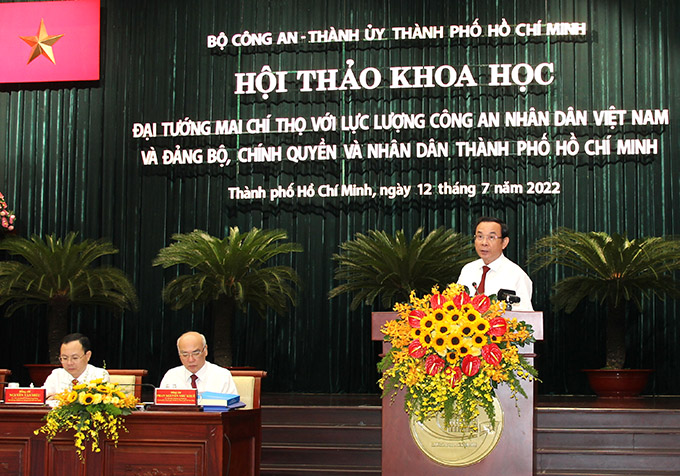 BỘ CÔNG AN - THÀNH ỦY THÀNH PHỐ HỒ CHÍ MINH
HỘI THẢO KHOA HỌC
ĐẠI TƯỚNG MAI CHÍ THỌ VỚI LỰC LƯỢNG CÔNG AN NHÂN DÂN VIỆT NAM
VÀ ĐẢNG BỘ, CHÍNH QUYỀN VÀ NHÂN DÂN THÀNH PHỐ HỒ CHÍ MINH
Thành phố Hồ Chí Minh, ngày 12 tháng 7 năm 2022